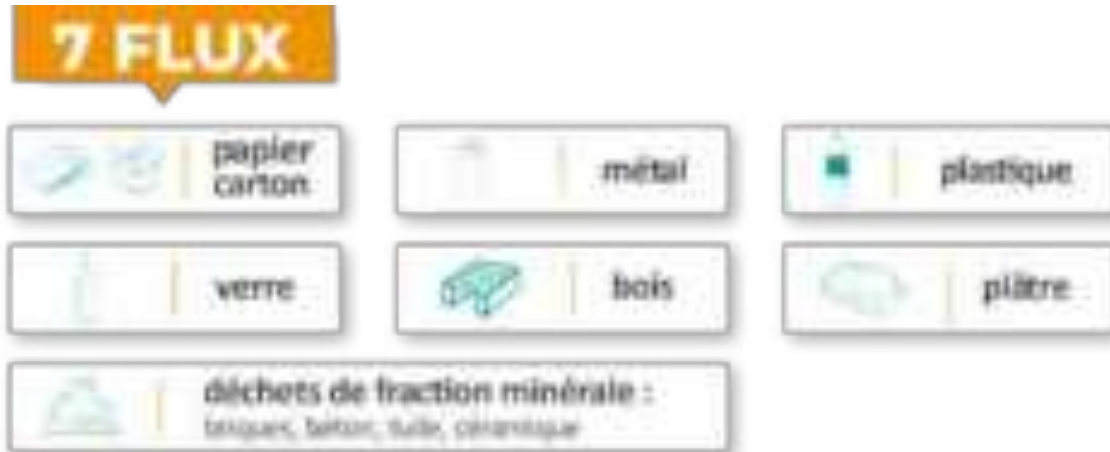 7 FLUX
papier
carton
métal
plastique
verre
bois
plâtre
déchets de fraction minérale :
briques, béton, tuile, céramique